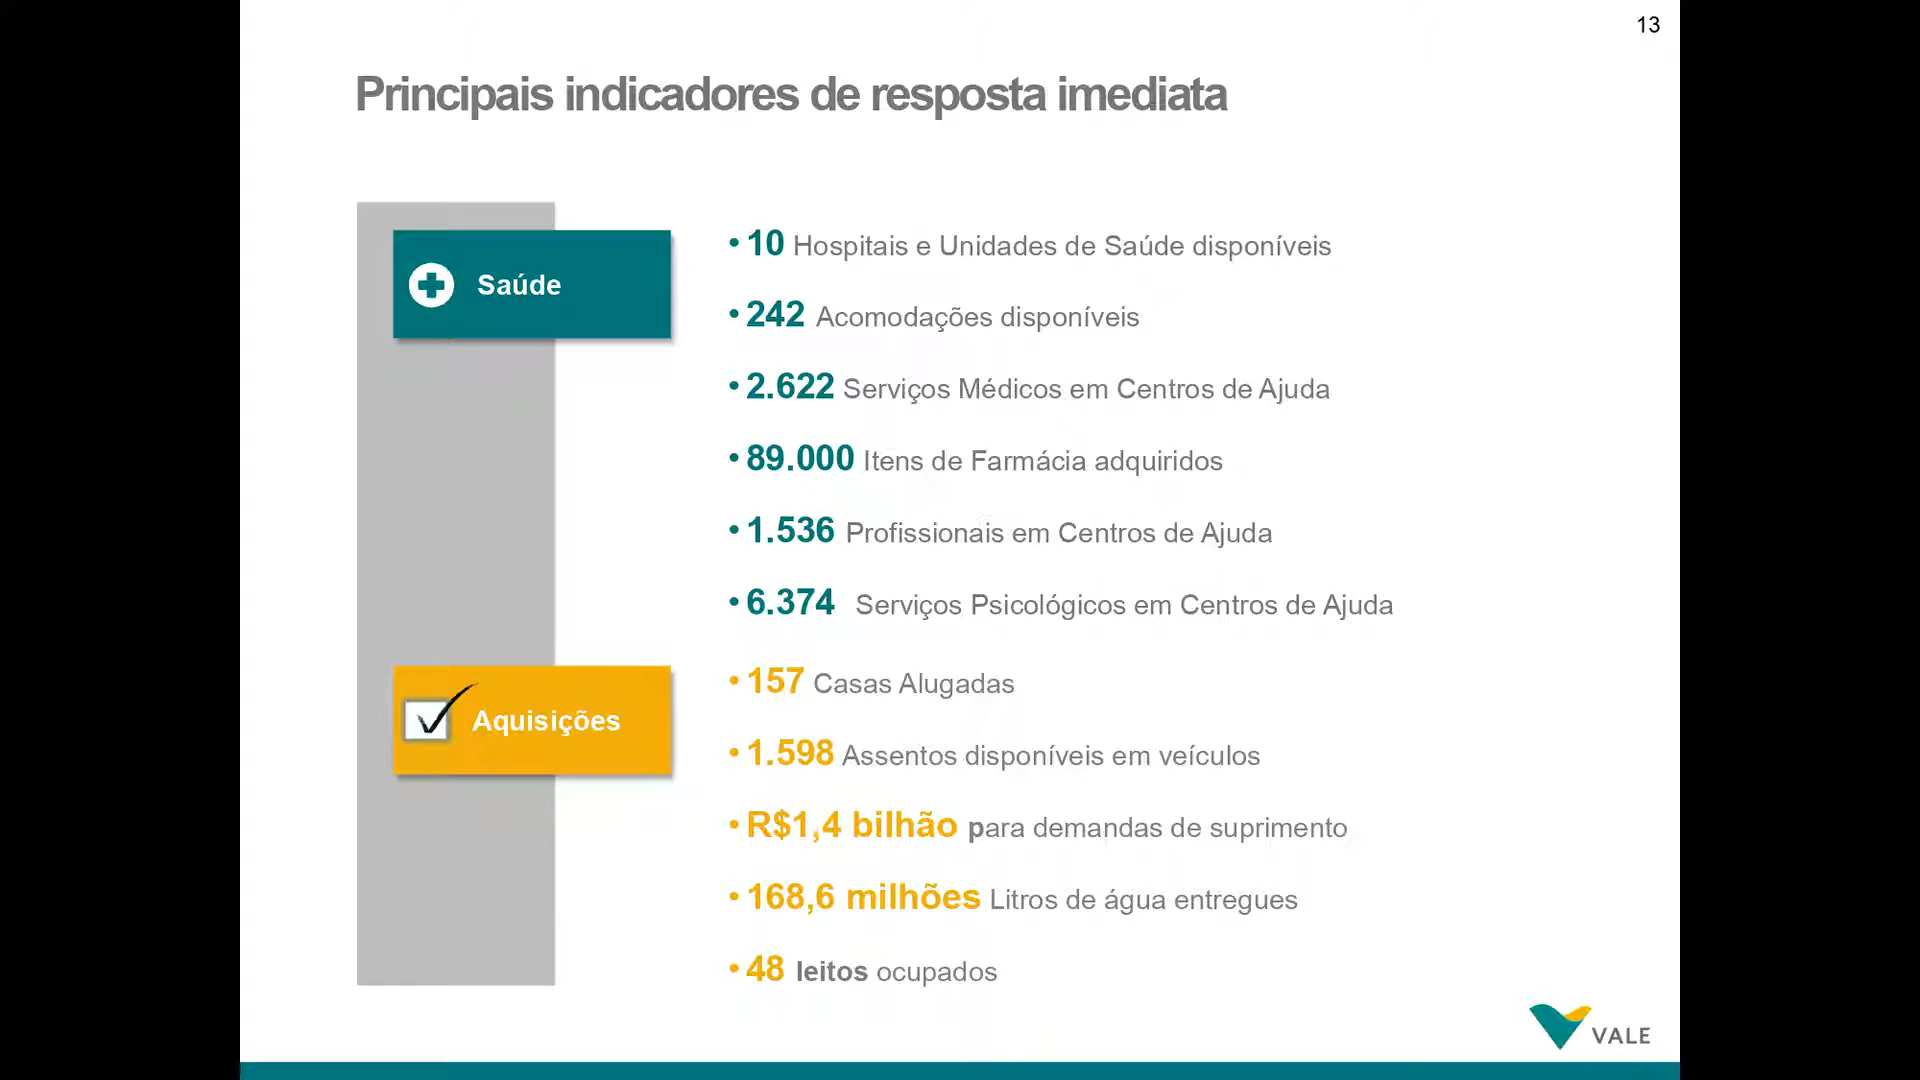 13
Principais indicadores de resposta imediata
Saúde
• 10 Hospitais e Unidades de Saúde disponíveis
• 242 Acomodações disponíveis
• 2.622 Serviços Médicos em Centros de Ajuda
• 89.000 Itens de Farmácia adquiridos
• 1.536 Profissionais em Centros de Ajuda
• 6.374 Serviços Psicológicos em Centros de Ajuda
Aquisições
• 157 Casas Alugadas
• 1.598 Assentos disponíveis em veículos
• R$1,4 bilhão para demandas de suprimento
• 168,6 milhões Litros de água entregues
• 48 leitos ocupados
VALE